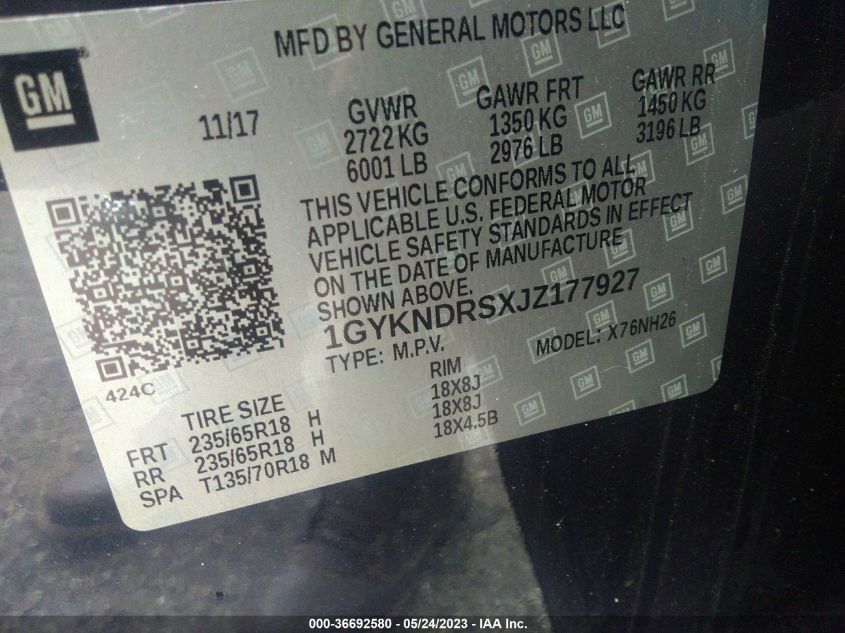 MFD BY GENERAL MOTORS LLC
GM
11/17
GVWR GAWR FRT GAWR RR
2722 KG 1350 KG 1450 KG
6001 LB 2976 LB 3196 LB
THIS VEHICLE CONFORMS TO ALL
APPLICABLE U.S. FEDERAL MOTOR
VEHICLE SAFETY STANDARDS IN EFFECT
ON THE DATE OF MANUFACTURE
SHOWN ABOVE.
1GYKNDRSXJZ177927
TYPE: M.P.V. MODEL: X76NH26
424C
TIRE SIZE RIM
FRT 235/65R18 H 18X8J
RR 235/65R18 H 18X8J
SPA T135/70R18 M 18X4.5B
000-36692580 - 05/24/2023 - IAA Inc.